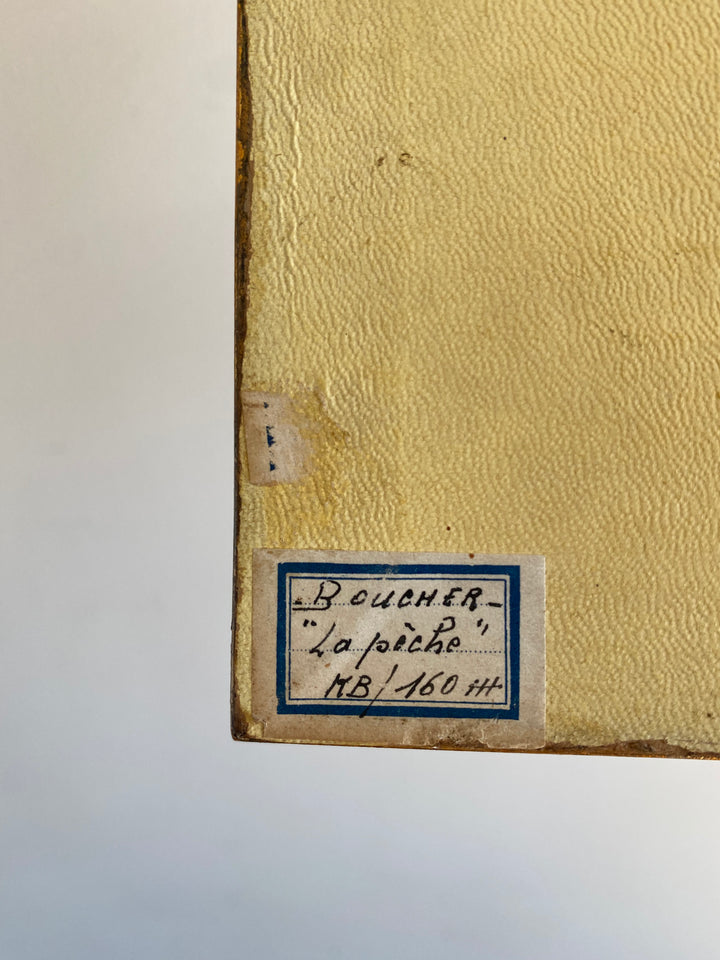 - BOUCHER -
"La pèche"
KB/160